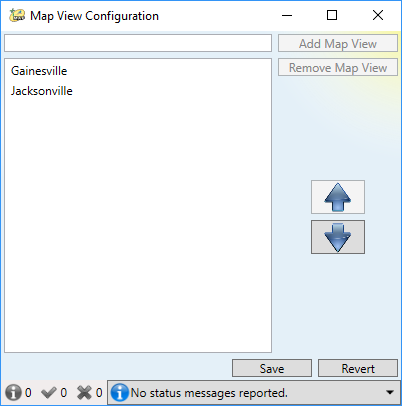 Map View Configuration
Add Map View
Remove Map View
Gainesville
Jacksonville
Save
Revert
0
0
0
No status messages reported.